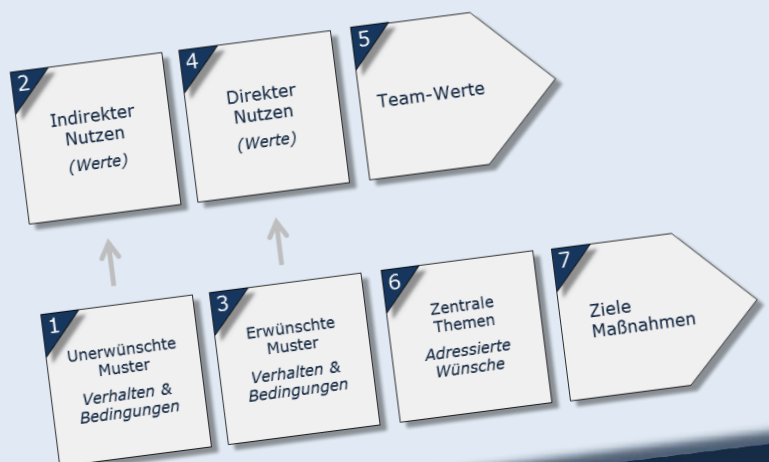 2
Indirekter
Nutzen
(Werte)
4
Direkter
Nutzen
(Werte)
5
Team-Werte
1
Unerwünschte
Muster
Verhalten &
Bedingungen
3
Erwünschte
Muster
Verhalten &
Bedingungen
6
Zentrale
Themen
Adressierte
Wünsche
7
Ziele
Maßnahmen